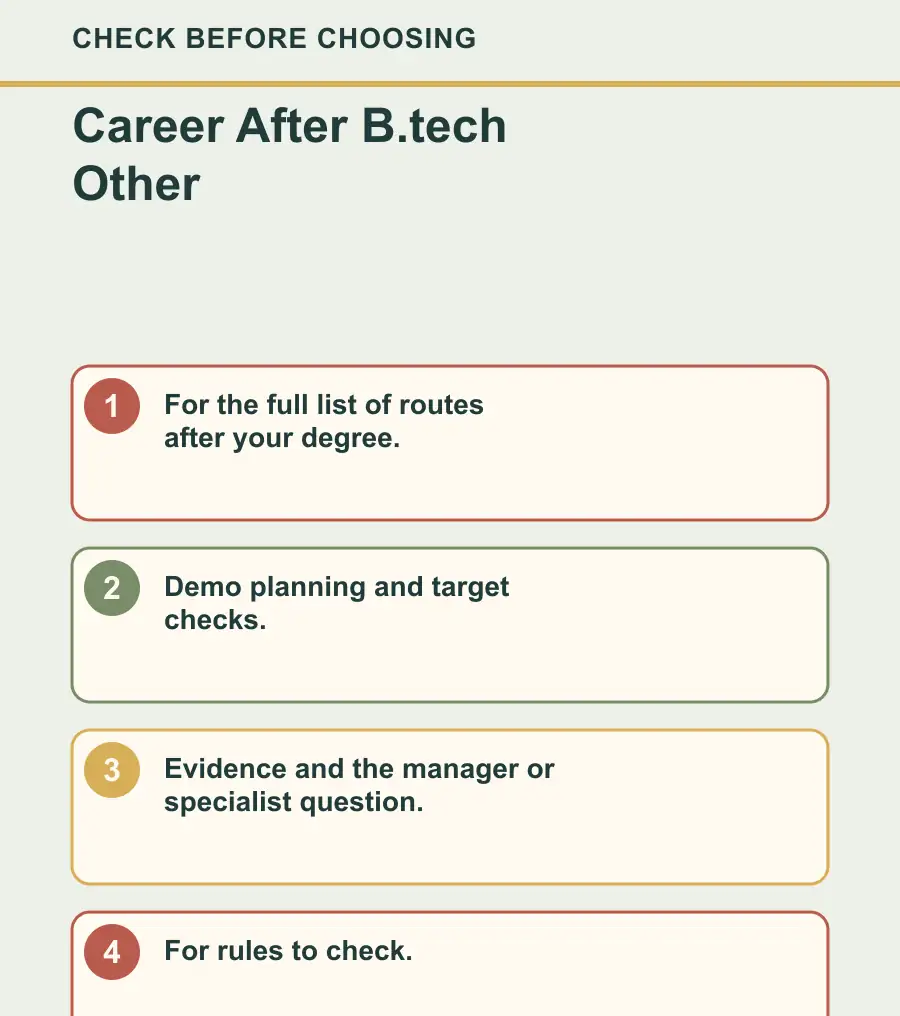 CHECK BEFORE CHOOSING
Career After B.tech
Other
1
For the full list of routes
after your degree.
2
Demo planning and target
checks.
3
Evidence and the manager or
specialist question.
4
For rules to check.